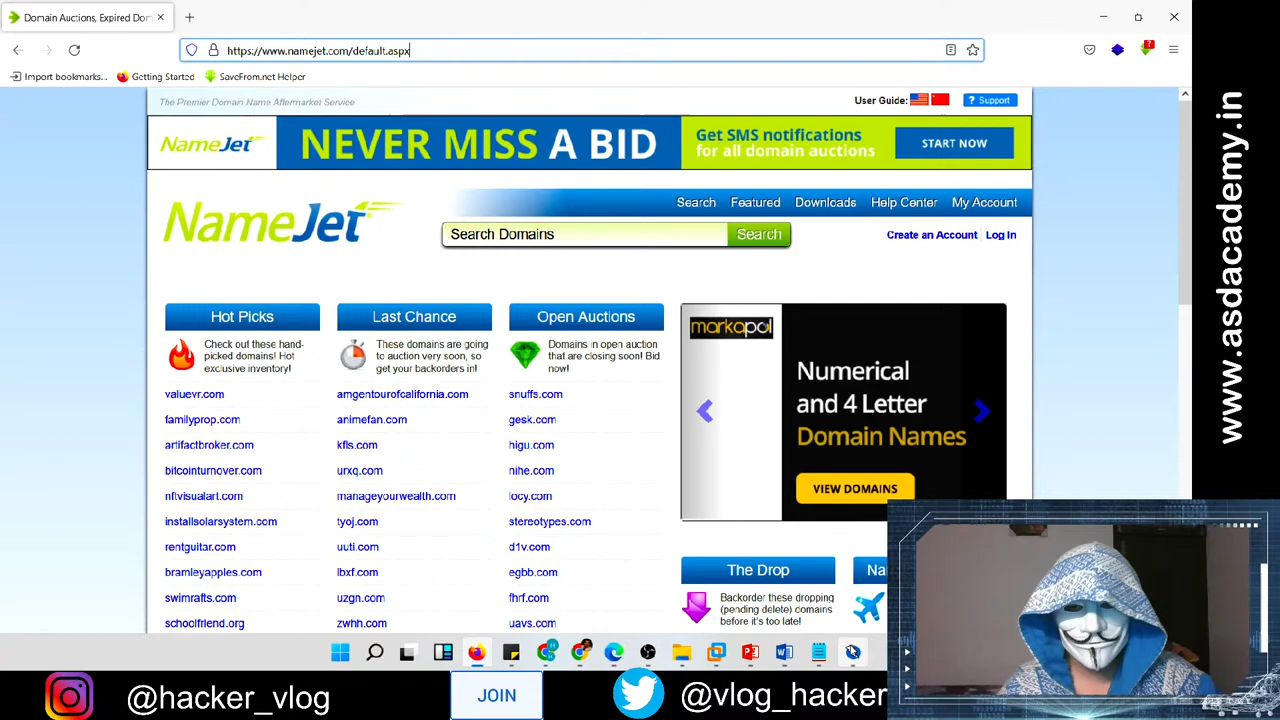 Domain Auctions, Expired Dom
https://www.namejet.com/default.aspx
Import bookmarks...
Getting Started
SaveFrom.net Helper
The Premier Domain Name Aftermarket Service
User Guide:
? Support
NameJet
NEVER MISS A BID
Get SMS notifications
for all domain auctions
START NOW
NameJet
Search
Featured
Downloads
Help Center
My Account
Search Domains
Search
Create an Account
Log In
Hot Picks
Check out these hand-
picked domains! Hot
exclusive inventory!
valuevr.com
familyprop.com
artifactbroker.com
bitcointurnover.com
nftvisualart.com
installsolarsystem.com
rentguitar.com
bramleyapples.com
swimrafts.com
schoolfriend.org
Last Chance
These domains are going
to auction very soon, so
get your backorders in!
amgentourofcalifornia.com
animefan.com
kfls.com
urxq.com
manageyourwealth.com
tyoj.com
uuti.com
lbxf.com
uzgn.com
zwhh.com
Open Auctions
Domains in open auction
that are closing soon! Bid
now!
snuffs.com
gesk.com
higu.com
nihe.com
locy.com
stereotypes.com
d1v.com
egbb.com
fhrf.com
uavs.com
markapol
Numerical
and 4 Letter
Domain Names
VIEW DOMAINS
The Drop
Backorder these dropping
(pending delete) domains
before it's too late!
Na
www.asdacademy.in
@hacker_vlog
JOIN
@vlog_hacker